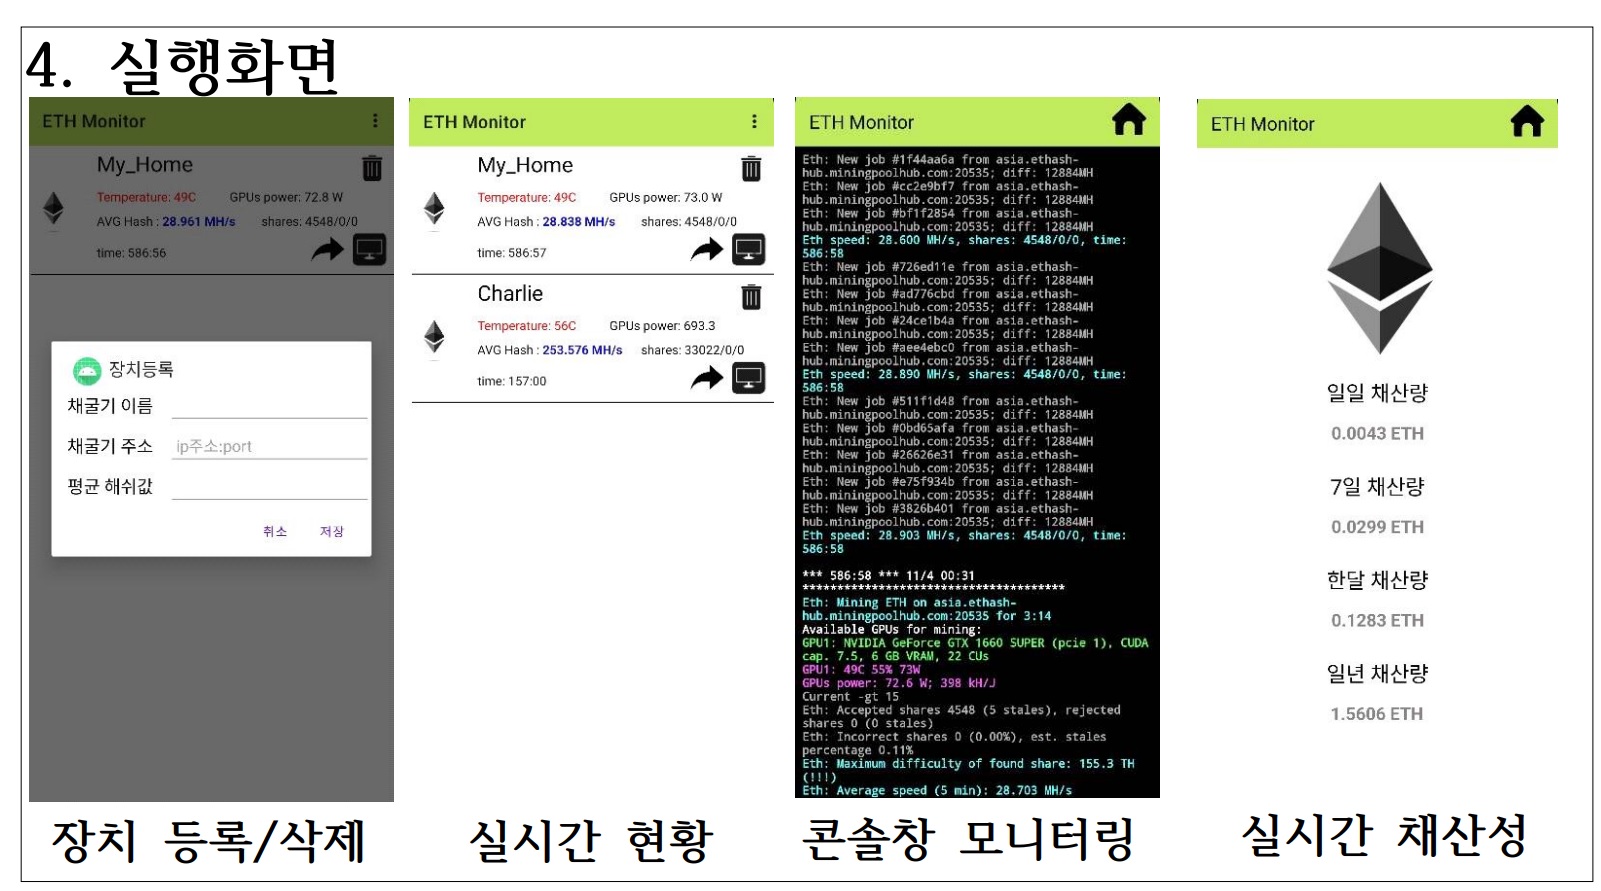 4. 실행화면
ETH Monitor
My_Home
Temperature: 49C GPUs power: 72.8 W
AVG Hash : 28.961 MH/s shares: 4548/0/0
time: 586:56
장치등록
채굴기 이름
채굴기 주소 ip주소:port
평균 해쉬값
취소 저장
장치 등록/삭제
ETH Monitor
My_Home
Temperature: 49C GPUs power: 73.0 W
AVG Hash : 28.838 MH/s shares: 4548/0/0
time: 586:57
Charlie
Temperature: 56C GPUs power: 693.3
AVG Hash : 253.576 MH/s shares: 33022/0/0
time: 157:00
실시간 현황
ETH Monitor
Eth: New job #1f44aa6a from asia.ethash-
hub.miningpoolhub.com:20535; diff: 12884MH
Eth: New job #cc2e9bf7 from asia.ethash-
hub.miningpoolhub.com:20535; diff: 12884MH
Eth: New job #bf1f2854 from asia.ethash-
hub.miningpoolhub.com:20535; diff: 12884MH
Eth speed: 28.600 MH/s, shares: 4548/0/0, time:
586:58
Eth: New job #726ed11e from asia.ethash-
hub.miningpoolhub.com:20535; diff: 12884MH
Eth: New job #ad776cbd from asia.ethash-
hub.miningpoolhub.com:20535; diff: 12884MH
Eth: New job #24ce1b4a from asia.ethash-
hub.miningpoolhub.com:20535; diff: 12884MH
Eth: New job #aee4ebc0 from asia.ethash-
hub.miningpoolhub.com:20535; diff: 12884MH
Eth speed: 28.890 MH/s, shares: 4548/0/0, time:
586:58
Eth: New job #511f1d48 from asia.ethash-
hub.miningpoolhub.com:20535; diff: 12884MH
Eth: New job #0bd65afa from asia.ethash-
hub.miningpoolhub.com:20535; diff: 12884MH
Eth: New job #26626e31 from asia.ethash-
hub.miningpoolhub.com:20535; diff: 12884MH
Eth: New job #e75f934b from asia.ethash-
hub.miningpoolhub.com:20535; diff: 12884MH
Eth: New job #3826b401 from asia.ethash-
hub.miningpoolhub.com:20535; diff: 12884MH
Eth speed: 28.903 MH/s, shares: 4548/0/0, time:
586:58
*** 586:58 *** 11/4 00:31
**************************************
Eth: Mining ETH on asia.ethash-
hub.miningpoolhub.com:20535 for 3:14
Available GPUs for mining:
GPU1: NVIDIA GeForce GTX 1660 SUPER (pcie 1), CUDA
cap. 7.5, 6 GB VRAM, 22 CUs
GPU1: 49C 55% 73W
GPUs power: 72.6 W; 398 kH/J
Current -gt 15
Eth: Accepted shares 4548 (5 stales), rejected
shares 0 (0 stales)
Eth: Incorrect shares 0 (0.00%), est. stales
percentage 0.11%
Eth: Maximum difficulty of found share: 155.3 TH
(!!!)
Eth: Average speed (5 min): 28.703 MH/s
콘솔창 모니터링
ETH Monitor
일일 채산량
0.0043 ETH
7일 채산량
0.0299 ETH
한달 채산량
0.1283 ETH
일년 채산량
1.5606 ETH
실시간 채산성